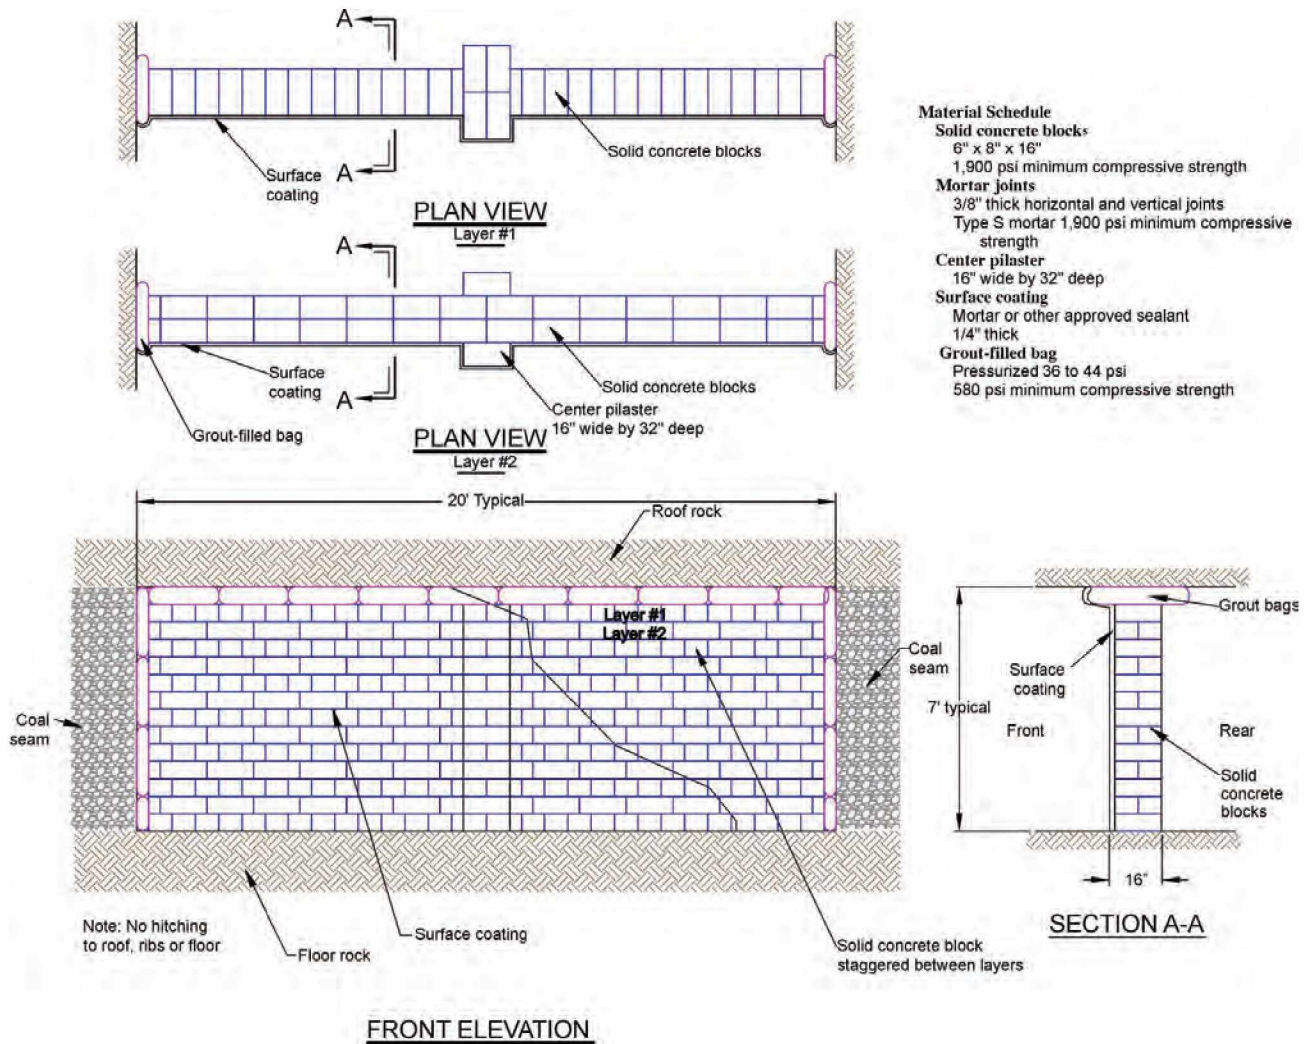 A
A
Solid concrete blocks
Surface
coating
PLAN VIEW
Layer #1
A
A
Surface
coating
Solid concrete blocks
Center pilaster
16" wide by 32" deep
Grout-filled bag
PLAN VIEW
Layer #2
Material Schedule
Solid concrete blocks
6" x 8" x 16"
1,900 psi minimum compressive strength
Mortar joints
3/8" thick horizontal and vertical joints
Type S mortar 1,900 psi minimum compressive
strength
Center pilaster
16" wide by 32" deep
Surface coating
Mortar or other approved sealant
1/4" thick
Grout-filled bag
Pressurized 36 to 44 psi
580 psi minimum compressive strength
20' Typical
Roof rock
Layer #1
Layer #2
Coal
seam
Coal
seam
Note: No hitching
to roof, ribs or floor
Floor rock
Surface coating
Solid concrete block
staggered between layers
FRONT ELEVATION
Grout bags
Surface
coating
7' typical
Front
Rear
Solid
concrete
blocks
16"
SECTION A-A